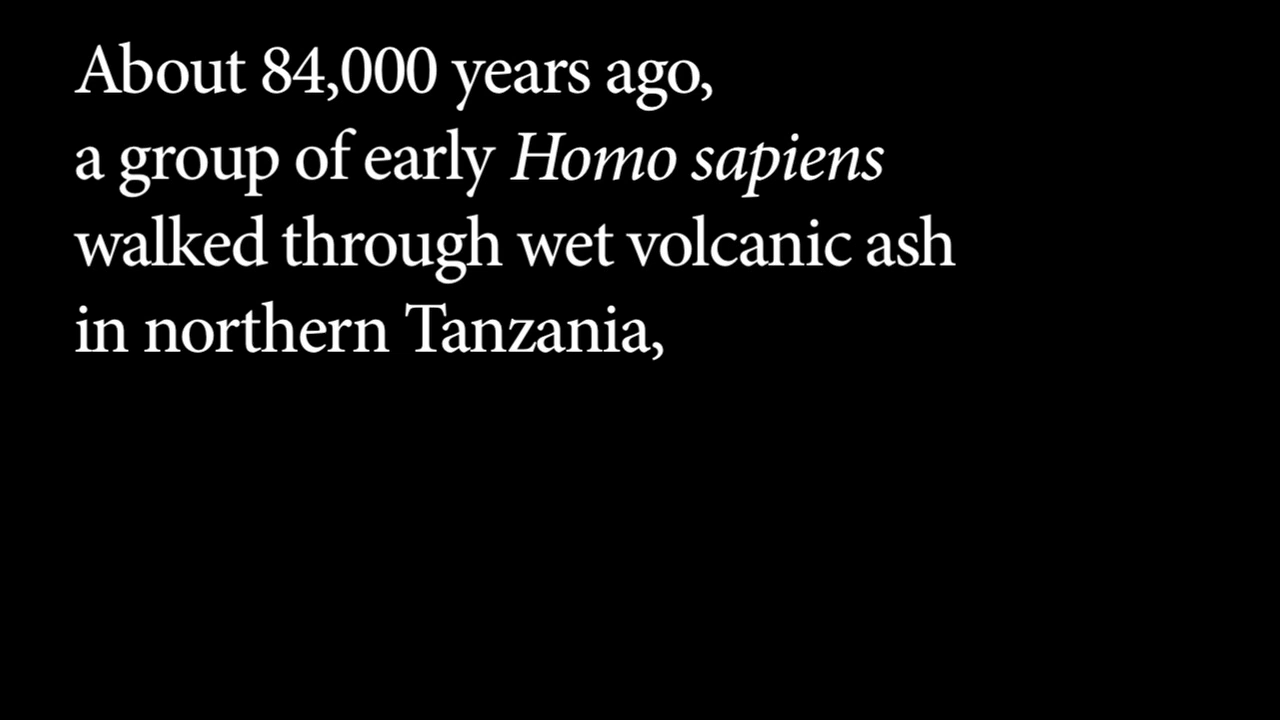 About 84,000 years ago,
a group of early Homo sapiens
walked through wet volcanic ash
in northern Tanzania,